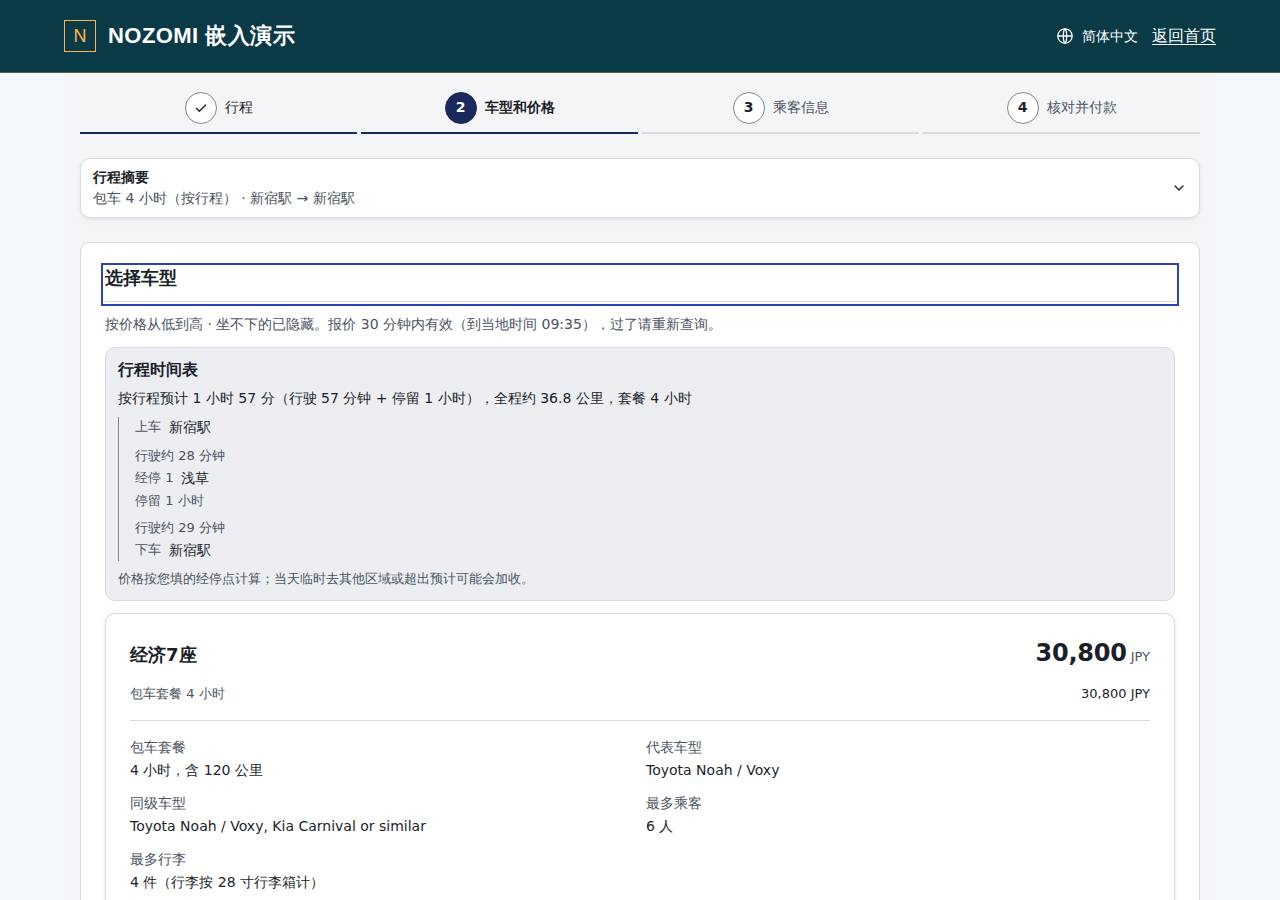 N NOZOMI 嵌入演示
简体中文 返回首页
行程
2 车型和价格
3 乘客信息
4 核对并付款
行程摘要
包车 4 小时（按行程） · 新宿駅 → 新宿駅
选择车型
按价格从低到高 · 坐不下的已隐藏。报价 30 分钟内有效（到当地时间 09:35），过了请重新查询。
行程时间表
按行程预计 1 小时 57 分（行驶 57 分钟 + 停留 1 小时），全程约 36.8 公里，套餐 4 小时
上车 新宿駅
行驶约 28 分钟
经停 1 浅草
停留 1 小时
行驶约 29 分钟
下车 新宿駅
价格按您填的经停点计算；当天临时去其他区域或超出预计可能会加收。
经济7座 30,800 JPY
包车套餐 4 小时 30,800 JPY
包车套餐
4 小时，含 120 公里
代表车型
Toyota Noah / Voxy
同级车型
Toyota Noah / Voxy, Kia Carnival or similar
最多乘客
6 人
最多行李
4 件（行李按 28 寸行李箱计）